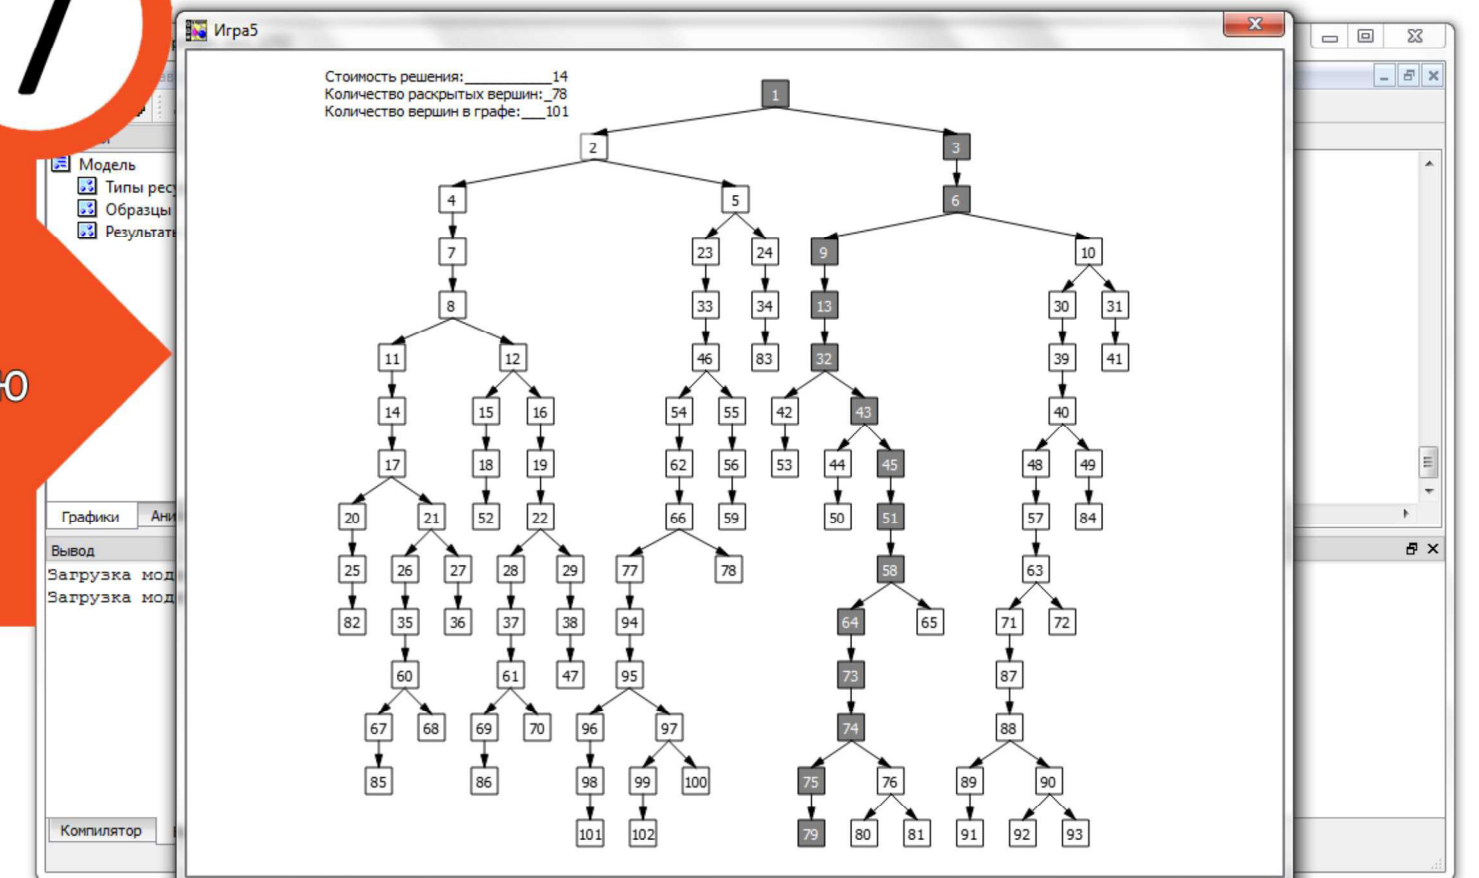 Игра5
Стоимость решения:___________14
Количество раскрытых вершин:_78
Количество вершин в графе:___101
1
2 3
4 5 6
7 23 24 9 10
8 33 34 13 30 31
11 12 46 83 32 39 41
14 15 16 54 55 42 43 40
17 18 19 62 56 53 44 45 48 49
20 21 52 22 66 59 50 51 57 84
25 26 27 28 29 77 78 58 63
82 35 36 37 38 94 64 65 71 72
60 61 47 95 73 87
67 68 69 70 96 97 74 88
85 86 98 99 100 75 76 89 90
101 102 79 80 81 91 92 93
Модель
Типы рес
Образцы
Результат
ю
Графики Ани
Вывод
Загрузка мод
Загрузка мод
Компилятор